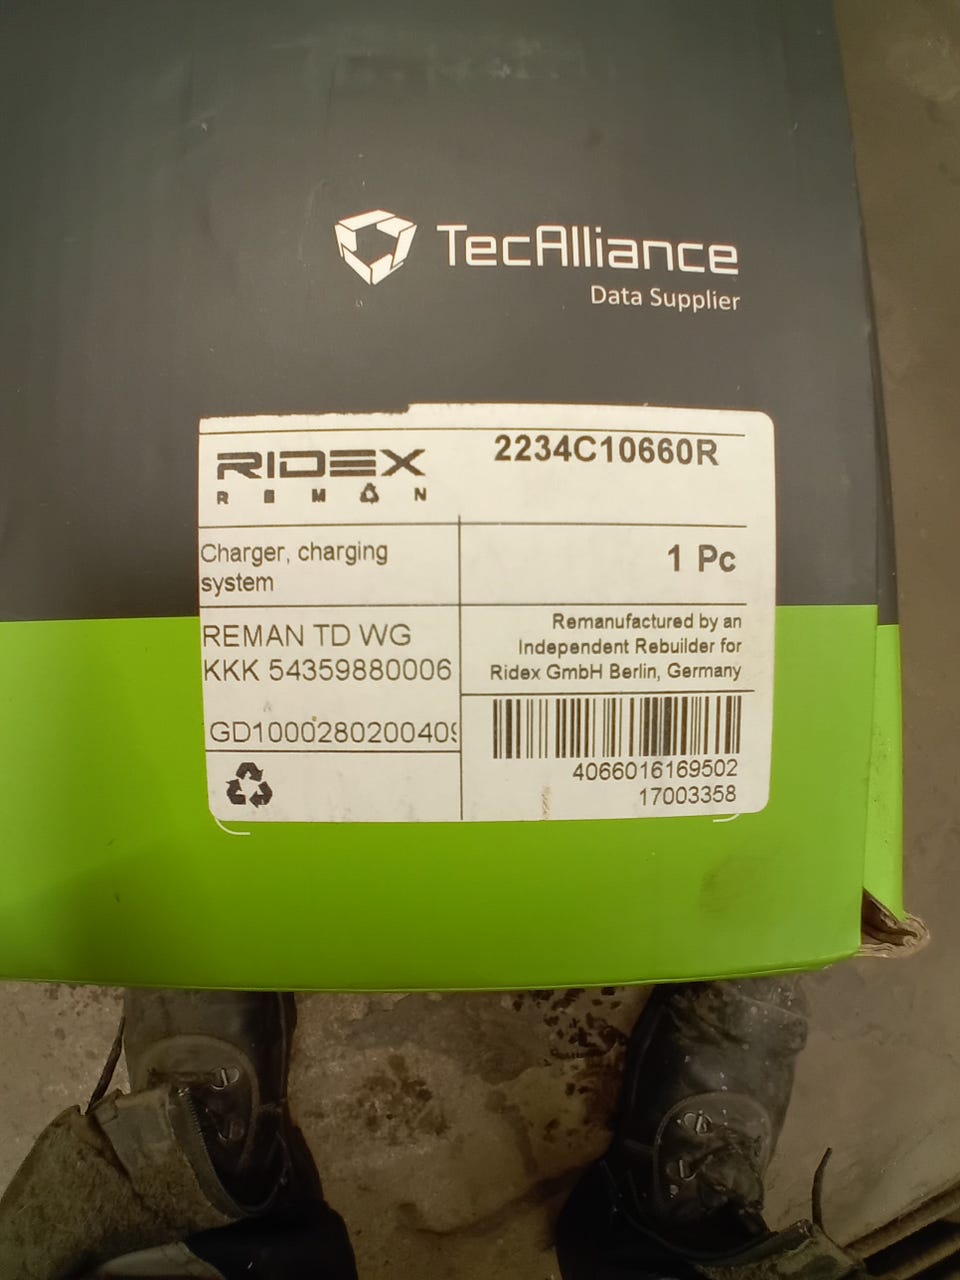 TecAlliance
Data Supplier
RIDEX
REMAN
2234C10660R
Charger, charging
system
1 Pc
REMAN TD WG
KKK 54359880006
GD1000280200409
Remanufactured by an
Independent Rebuilder for
Ridex GmbH Berlin, Germany
4066016169502
17003358